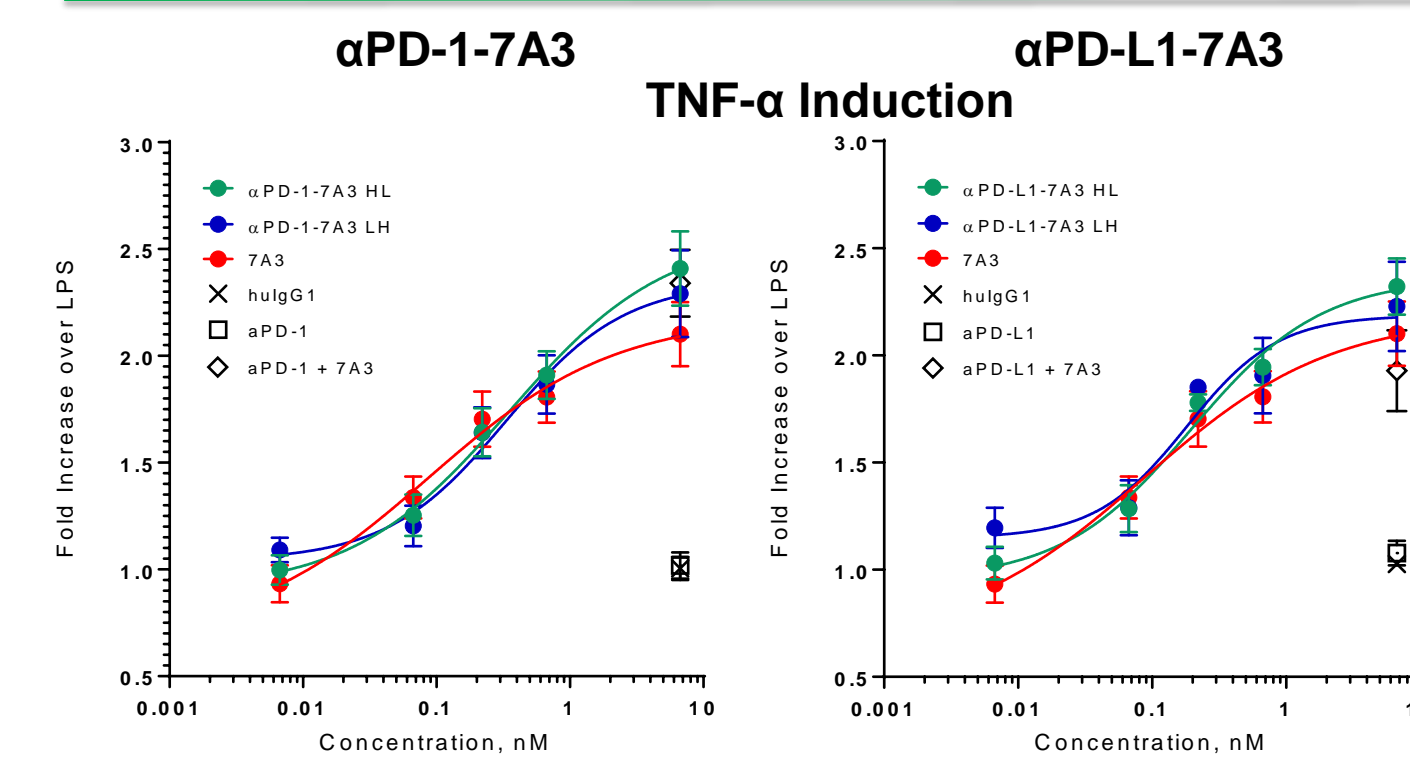 αPD-1-7A3
αPD-L1-7A3
TNF-α Induction
3.0
2.5
2.0
1.5
1.0
0.5
Fold Increase over LPS
αPD-1-7A3 HL
αPD-1-7A3 LH
7A3
huIgG1
aPD-1
aPD-1 + 7A3
0.001
0.01
0.1
1
10
Concentration, nM
3.0
2.5
2.0
1.5
1.0
0.5
Fold Increase over LPS
αPD-L1-7A3 HL
αPD-L1-7A3 LH
7A3
huIgG1
aPD-L1
aPD-L1 + 7A3
0.001
0.01
0.1
1
Concentration, nM